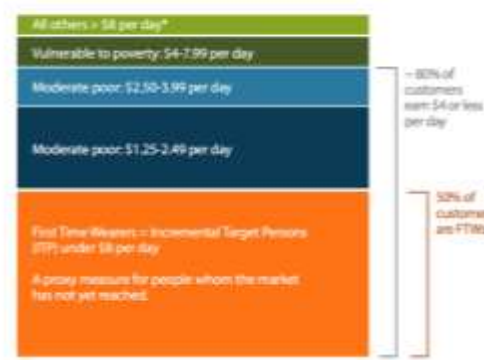 All others > $8 per day*
Vulnerable to poverty: $4-7.99 per day
Moderate poor: $2.50-3.99 per day
Moderate poor: $1.25-2.49 per day
First Time Wearers = Incremental Target Persons
(ITP) under $8 per day
A proxy measure for people whom the market
has not yet reached.
~ 80% of
customers
earn $4 or less
per day
50% of
custome
are FTWs